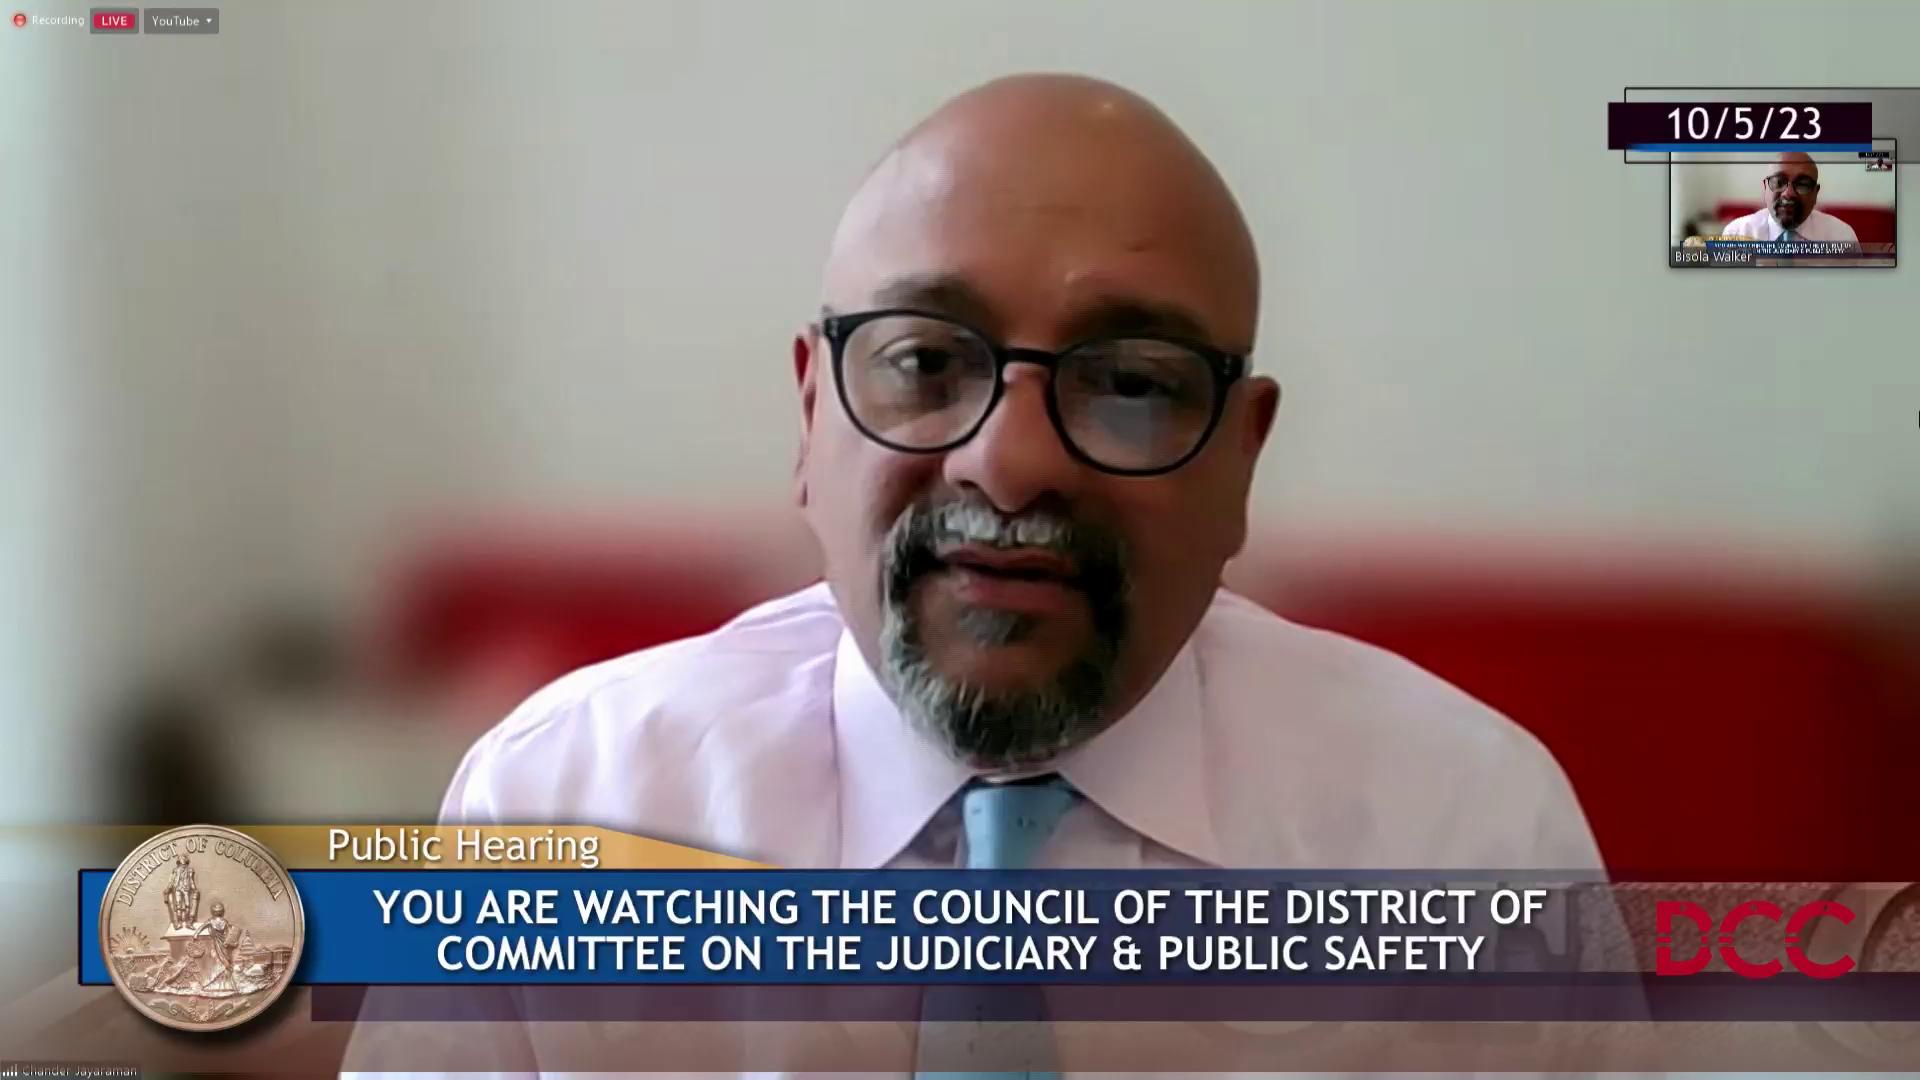 Recording LIVE YouTube
10/5/23
Bisola Walker
Public Hearing
DISTRICT OF COLUMBIA
YOU ARE WATCHING THE COUNCIL OF THE DISTRICT OF
COMMITTEE ON THE JUDICIARY & PUBLIC SAFETY
DCC
Chander Jayaraman